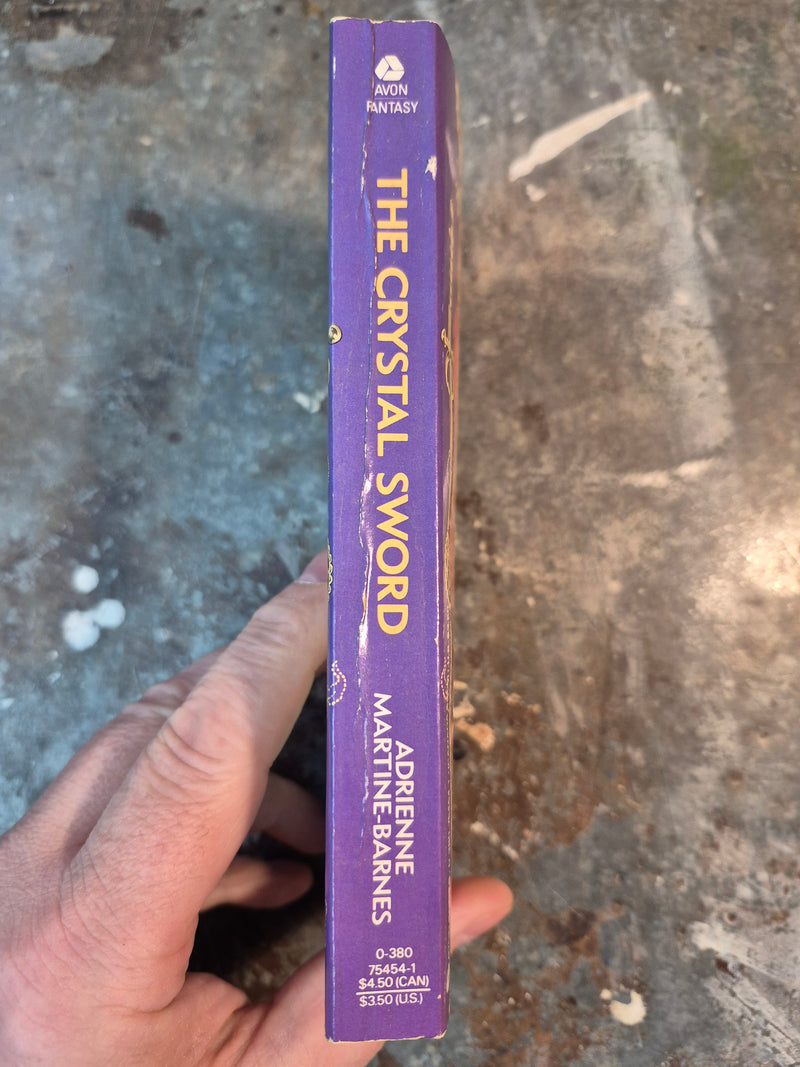 AVON
FANTASY
THE CRYSTAL SWORD
ADRIENNE
MARTINE-BARNES
0-380
75454-1
$4.50 (CAN)
$3.50 (U.S.)